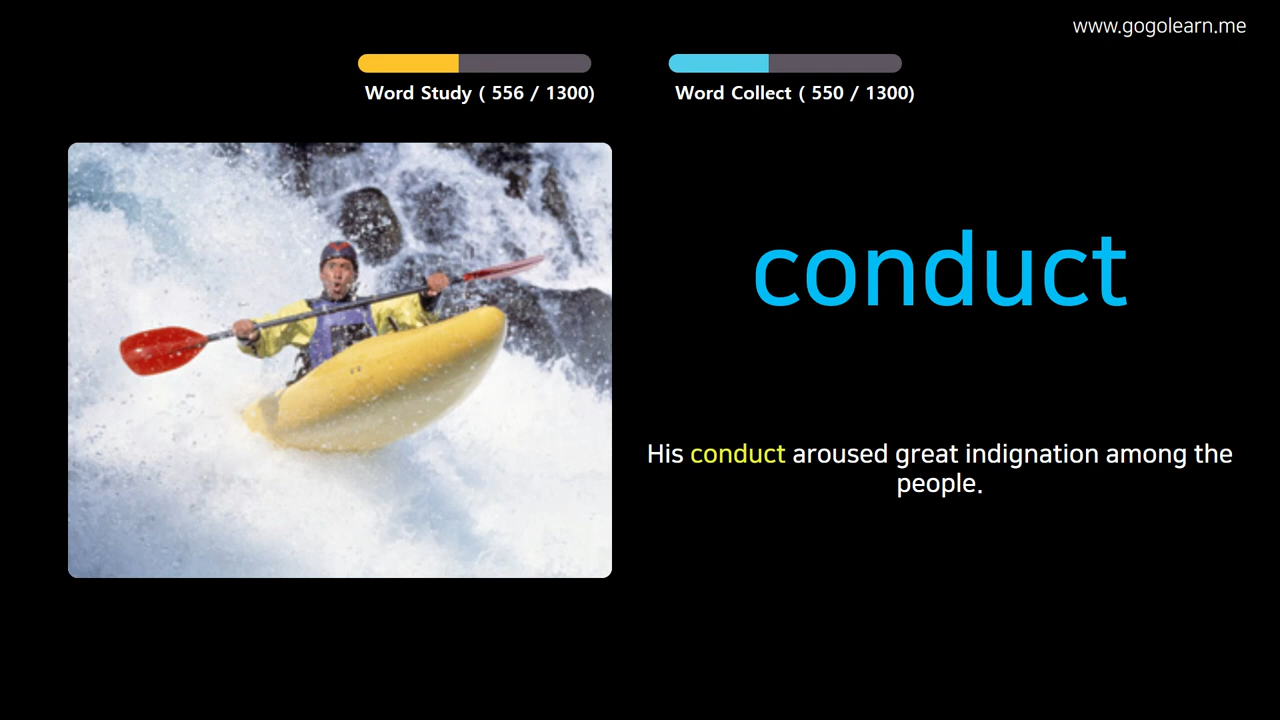 www.gogolearn.me
Word Study ( 556 / 1300)
Word Collect ( 550 / 1300)
conduct
His conduct aroused great indignation among the
people.